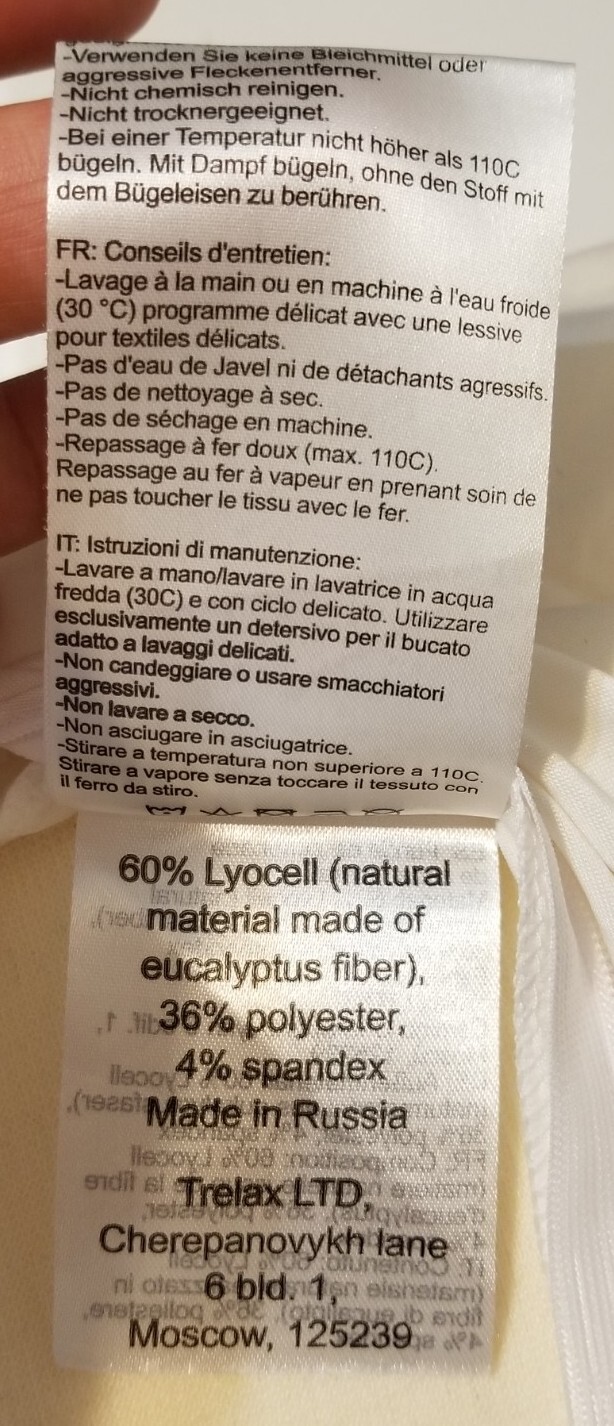 -Verwenden Sie keine Bleichmittel oder
aggressive Fleckenentferner.
-Nicht chemisch reinigen.
-Nicht trocknergeeignet.
-Bei einer Temperatur nicht höher als 110C
bügeln. Mit Dampf bügeln, ohne den Stoff mit
dem Bügeleisen zu berühren.
FR: Conseils d'entretien:
-Lavage à la main ou en machine à l'eau froide
(30 °C) programme délicat avec une lessive
pour textiles délicats.
-Pas d'eau de Javel ni de détachants agressifs.
-Pas de nettoyage à sec.
-Pas de séchage en machine.
-Repassage à fer doux (max. 110C).
Repassage au fer à vapeur en prenant soin de
ne pas toucher le tissu avec le fer.
IT: Istruzioni di manutenzione:
-Lavare a mano/lavare in lavatrice in acqua
fredda (30C) e con ciclo delicato. Utilizzare
esclusivamente un detersivo per il bucato
adatto a lavaggi delicati.
-Non candeggiare o usare smacchiatori
aggressivi.
-Non lavare a secco.
-Non asciugare in asciugatrice.
-Stirare a temperatura non superiore a 110C.
Stirare a vapore senza toccare il tessuto con
il ferro da stiro.
60% Lyocell (natural
material made of
eucalyptus fiber),
36% polyester,
4% spandex
Made in Russia
Trelax LTD,
Cherepanovykh lane
6 bld. 1,
Moscow, 125239